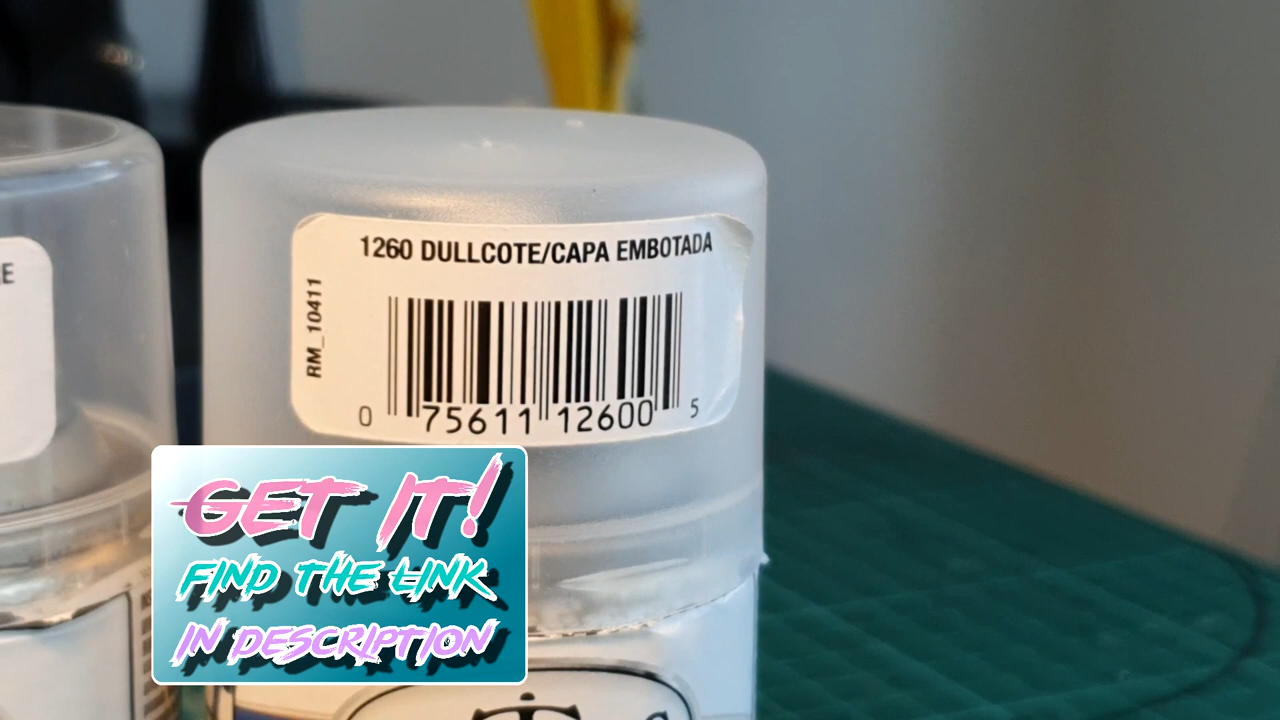 E
1260 DULLCOTE/CAPA EMBOTADA
RM_10411
0 75611 12600 5
GET IT!
FIND THE LINK
IN DESCRIPTION